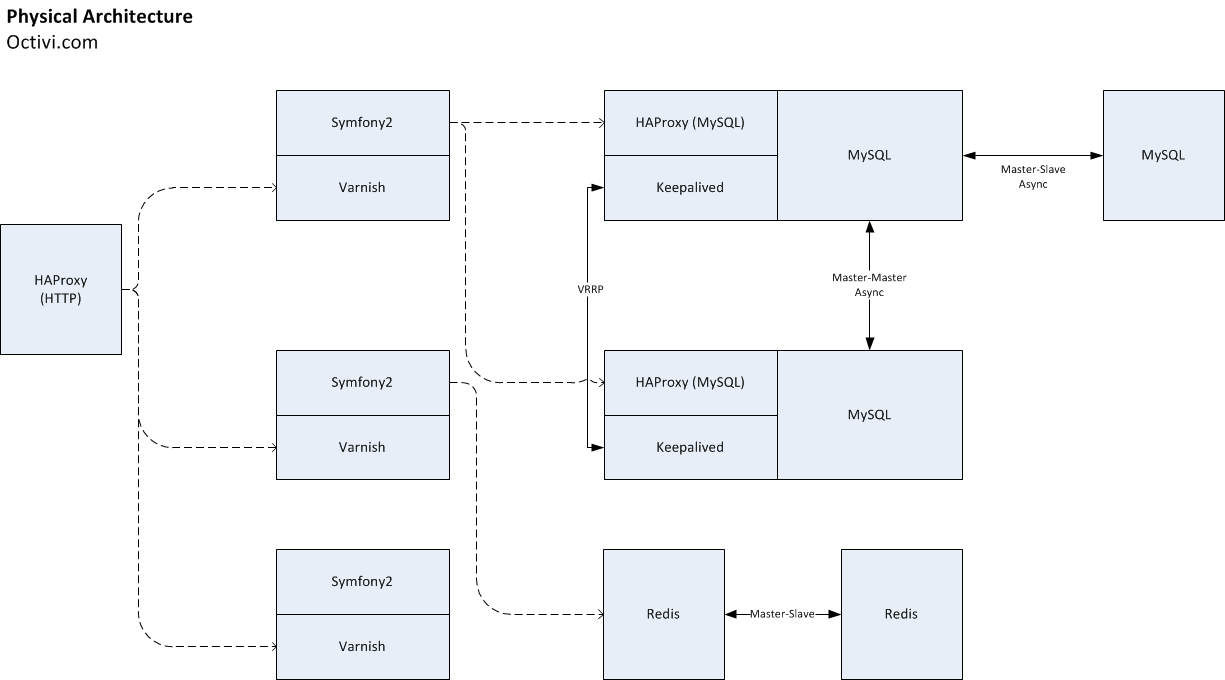 Physical Architecture
Octivi.com
Symfony2
Varnish
HAProxy (MySQL)
Keepalived
MySQL
Master-Slave
Async
MySQL
HAProxy
(HTTP)
VRRP
Master-Master
Async
Symfony2
Varnish
HAProxy (MySQL)
Keepalived
MySQL
Symfony2
Varnish
Redis
Master-Slave
Redis